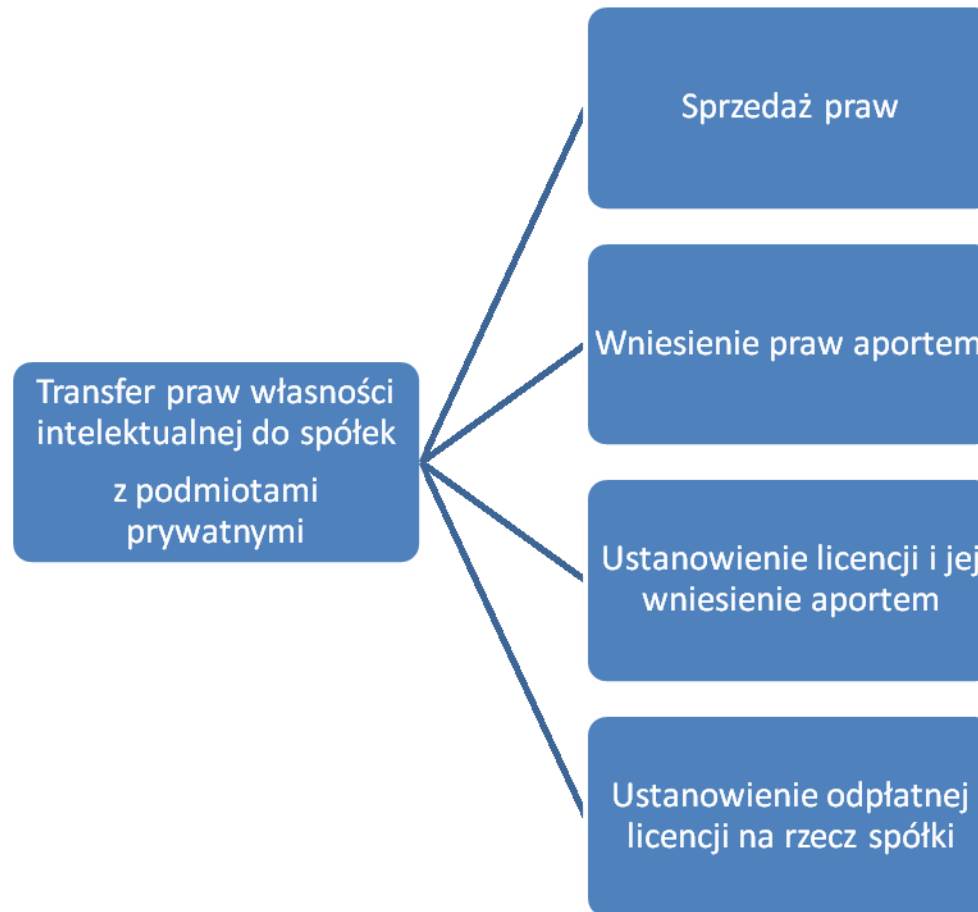 Transfer praw własności
intelektualnej do spółek
z podmiotami
prywatnymi
Sprzedaż praw
Wniesienie praw aportem
Ustanowienie licencji i jej
wniesienie aportem
Ustanowienie odpłatnej
licencji na rzecz spółki